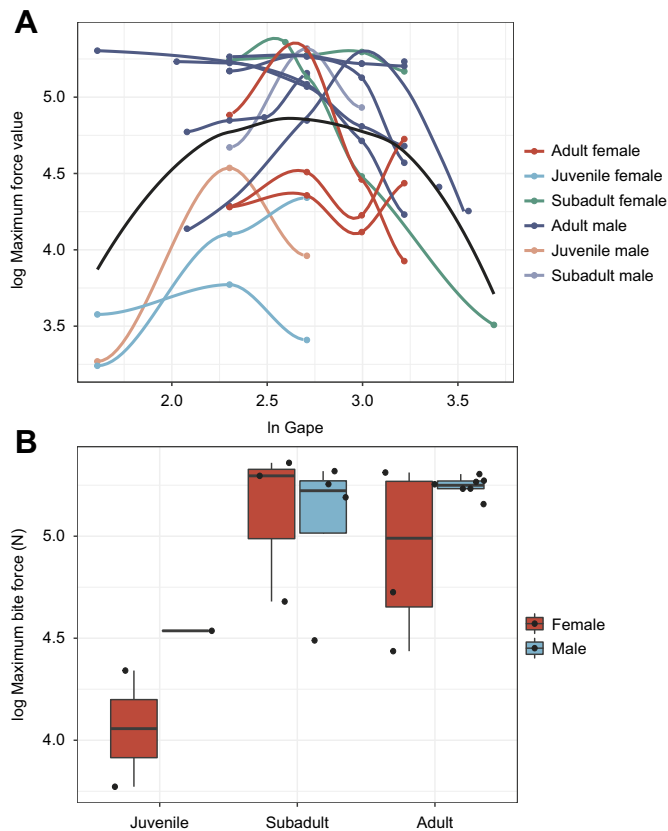 A
log Maximum force value
5.0
4.5
4.0
3.5
2.0
2.5
3.0
3.5
ln Gape
Adult female
Juvenile female
Subadult female
Adult male
Juvenile male
Subadult male
B
log Maximum bite force (N)
5.0
4.5
4.0
Juvenile
Subadult
Adult
Female
Male